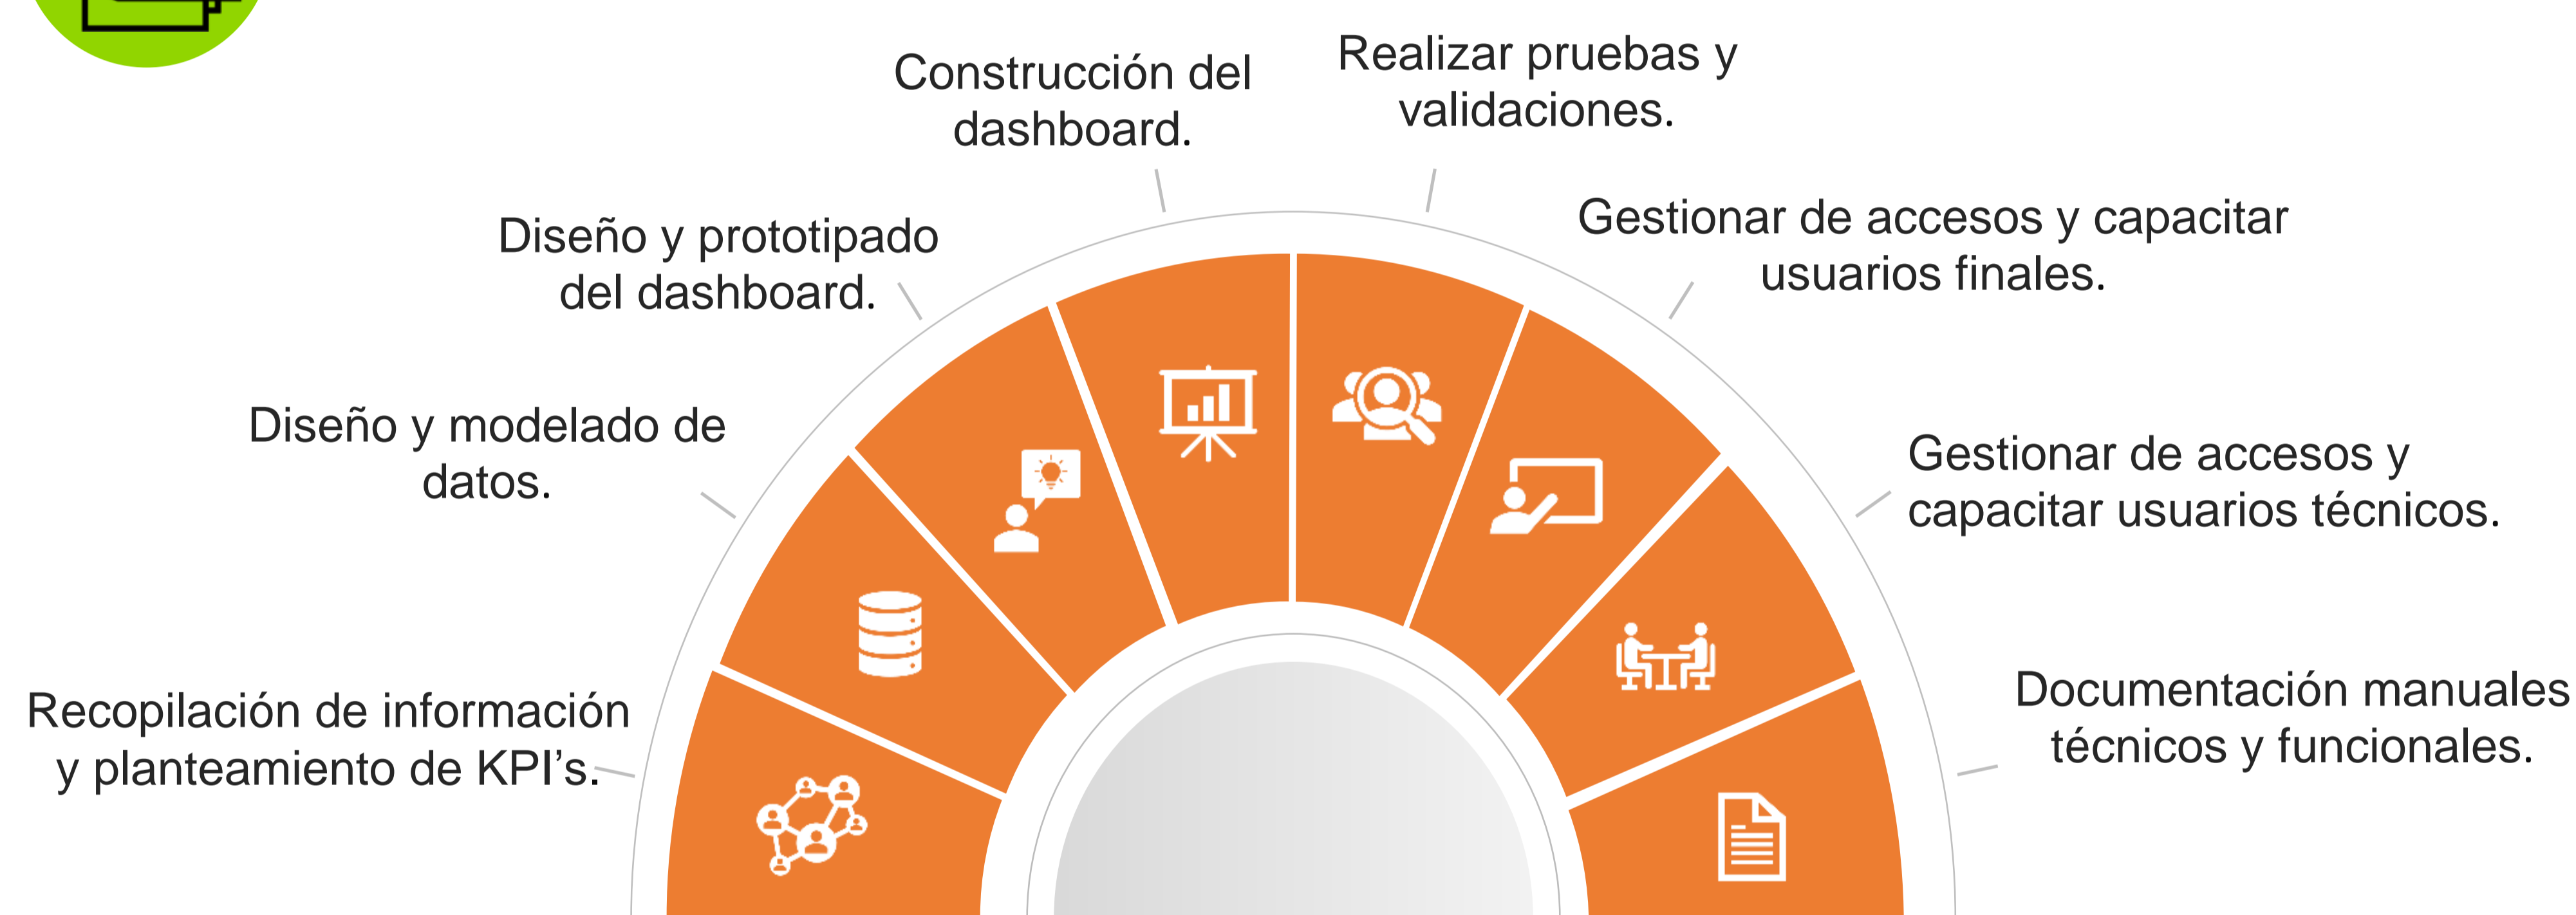 Construcción del
dashboard.
Realizar pruebas y
validaciones.
Diseño y prototipado
del dashboard.
Gestionar de accesos y capacitar
usuarios finales.
Diseño y modelado de
datos.
Gestionar de accesos y
capacitar usuarios técnicos.
Recopilación de información
y planteamiento de KPI’s.
Documentación manuales
técnicos y funcionales.